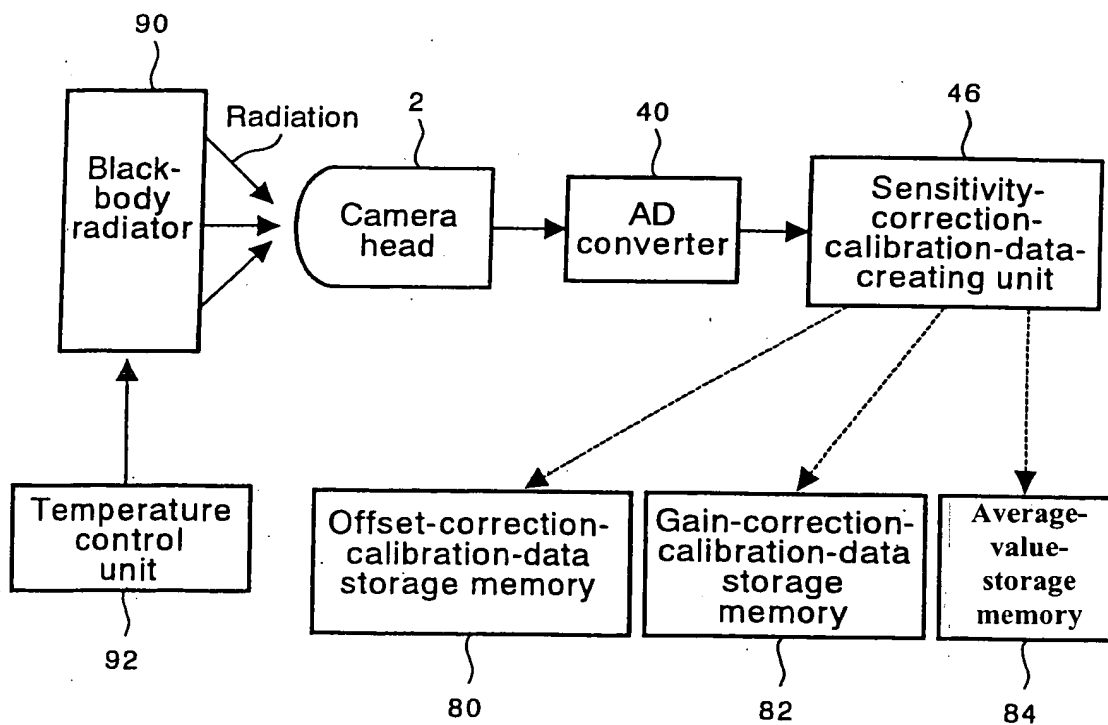 90
Radiation
2
40
46
Black-
body
radiator
Camera
head
AD
converter
Sensitivity-
correction-
calibration-data-
creating unit
Temperature
control
unit
Offset-correction-
calibration-data
storage memory
Gain-correction-
calibration-data
storage
memory
Average-
value-
storage
memory
92
80
82
84